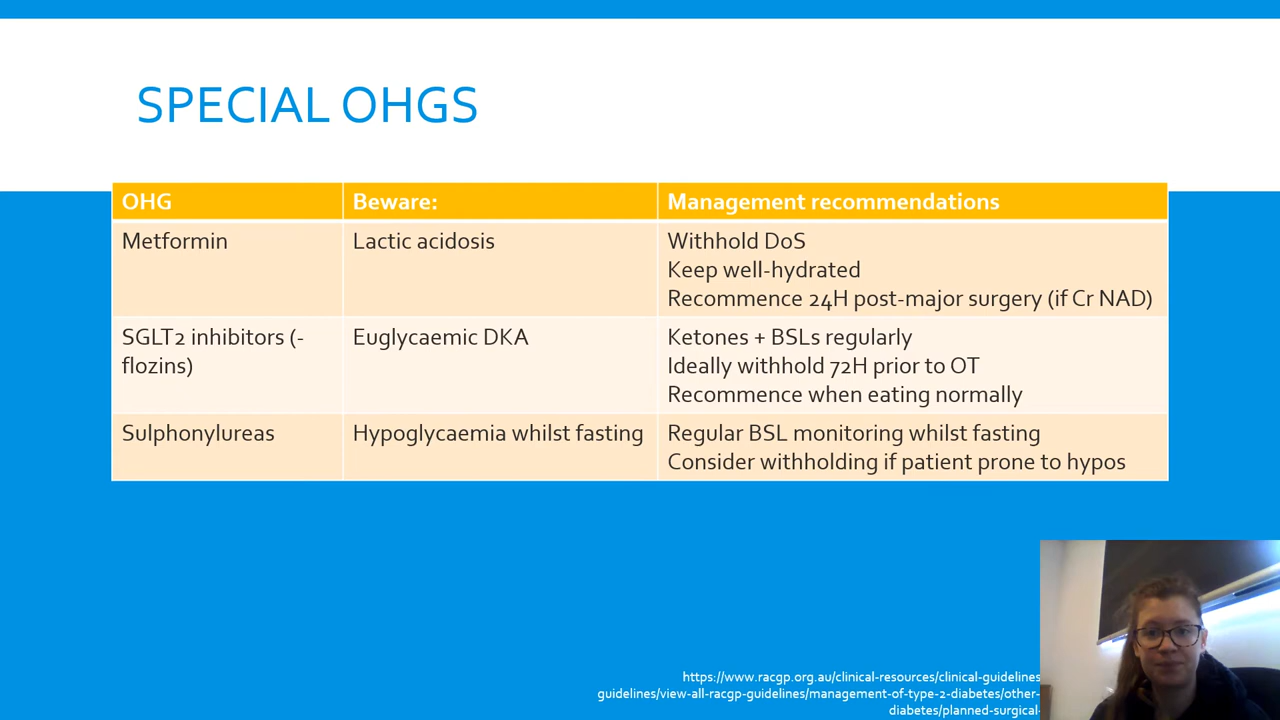 SPECIAL OHGS
OHG
Beware:
Management recommendations
Metformin
Lactic acidosis
Withhold DoS
Keep well-hydrated
Recommence 24H post-major surgery (if Cr NAD)
SGLT2 inhibitors (-
flozins)
Euglycaemic DKA
Ketones + BSLs regularly
Ideally withhold 72H prior to OT
Recommence when eating normally
Sulphonylureas
Hypoglycaemia whilst fasting
Regular BSL monitoring whilst fasting
Consider withholding if patient prone to hypos
https://www.racgp.org.au/clinical-resources/clinical-guidelines
guidelines/view-all-racgp-guidelines/management-of-type-2-diabetes/other-
diabetes/planned-surgical-